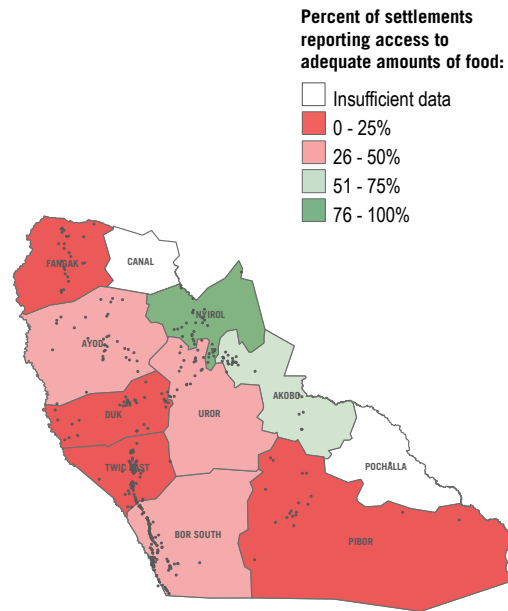 Percent of settlements
reporting access to
adequate amounts of food:
Insufficient data
0 - 25%
26 - 50%
51 - 75%
76 - 100%
FANGAK
CANAL
NYIROL
AYOD
AKOBO
DUK
UROR
TWIC EAST
POCHALLA
BOR SOUTH
PIBOR